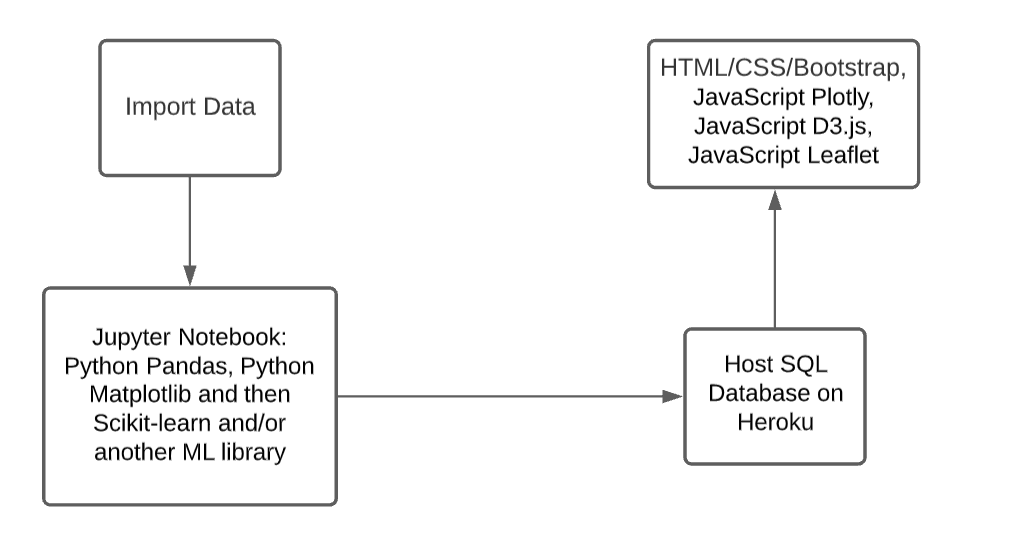 Import Data
Jupyter Notebook:
Python Pandas, Python
Matplotlib and then
Scikit-learn and/or
another ML library
Host SQL
Database on
Heroku
HTML/CSS/Bootstrap,
JavaScript Plotly,
JavaScript D3.js,
JavaScript Leaflet